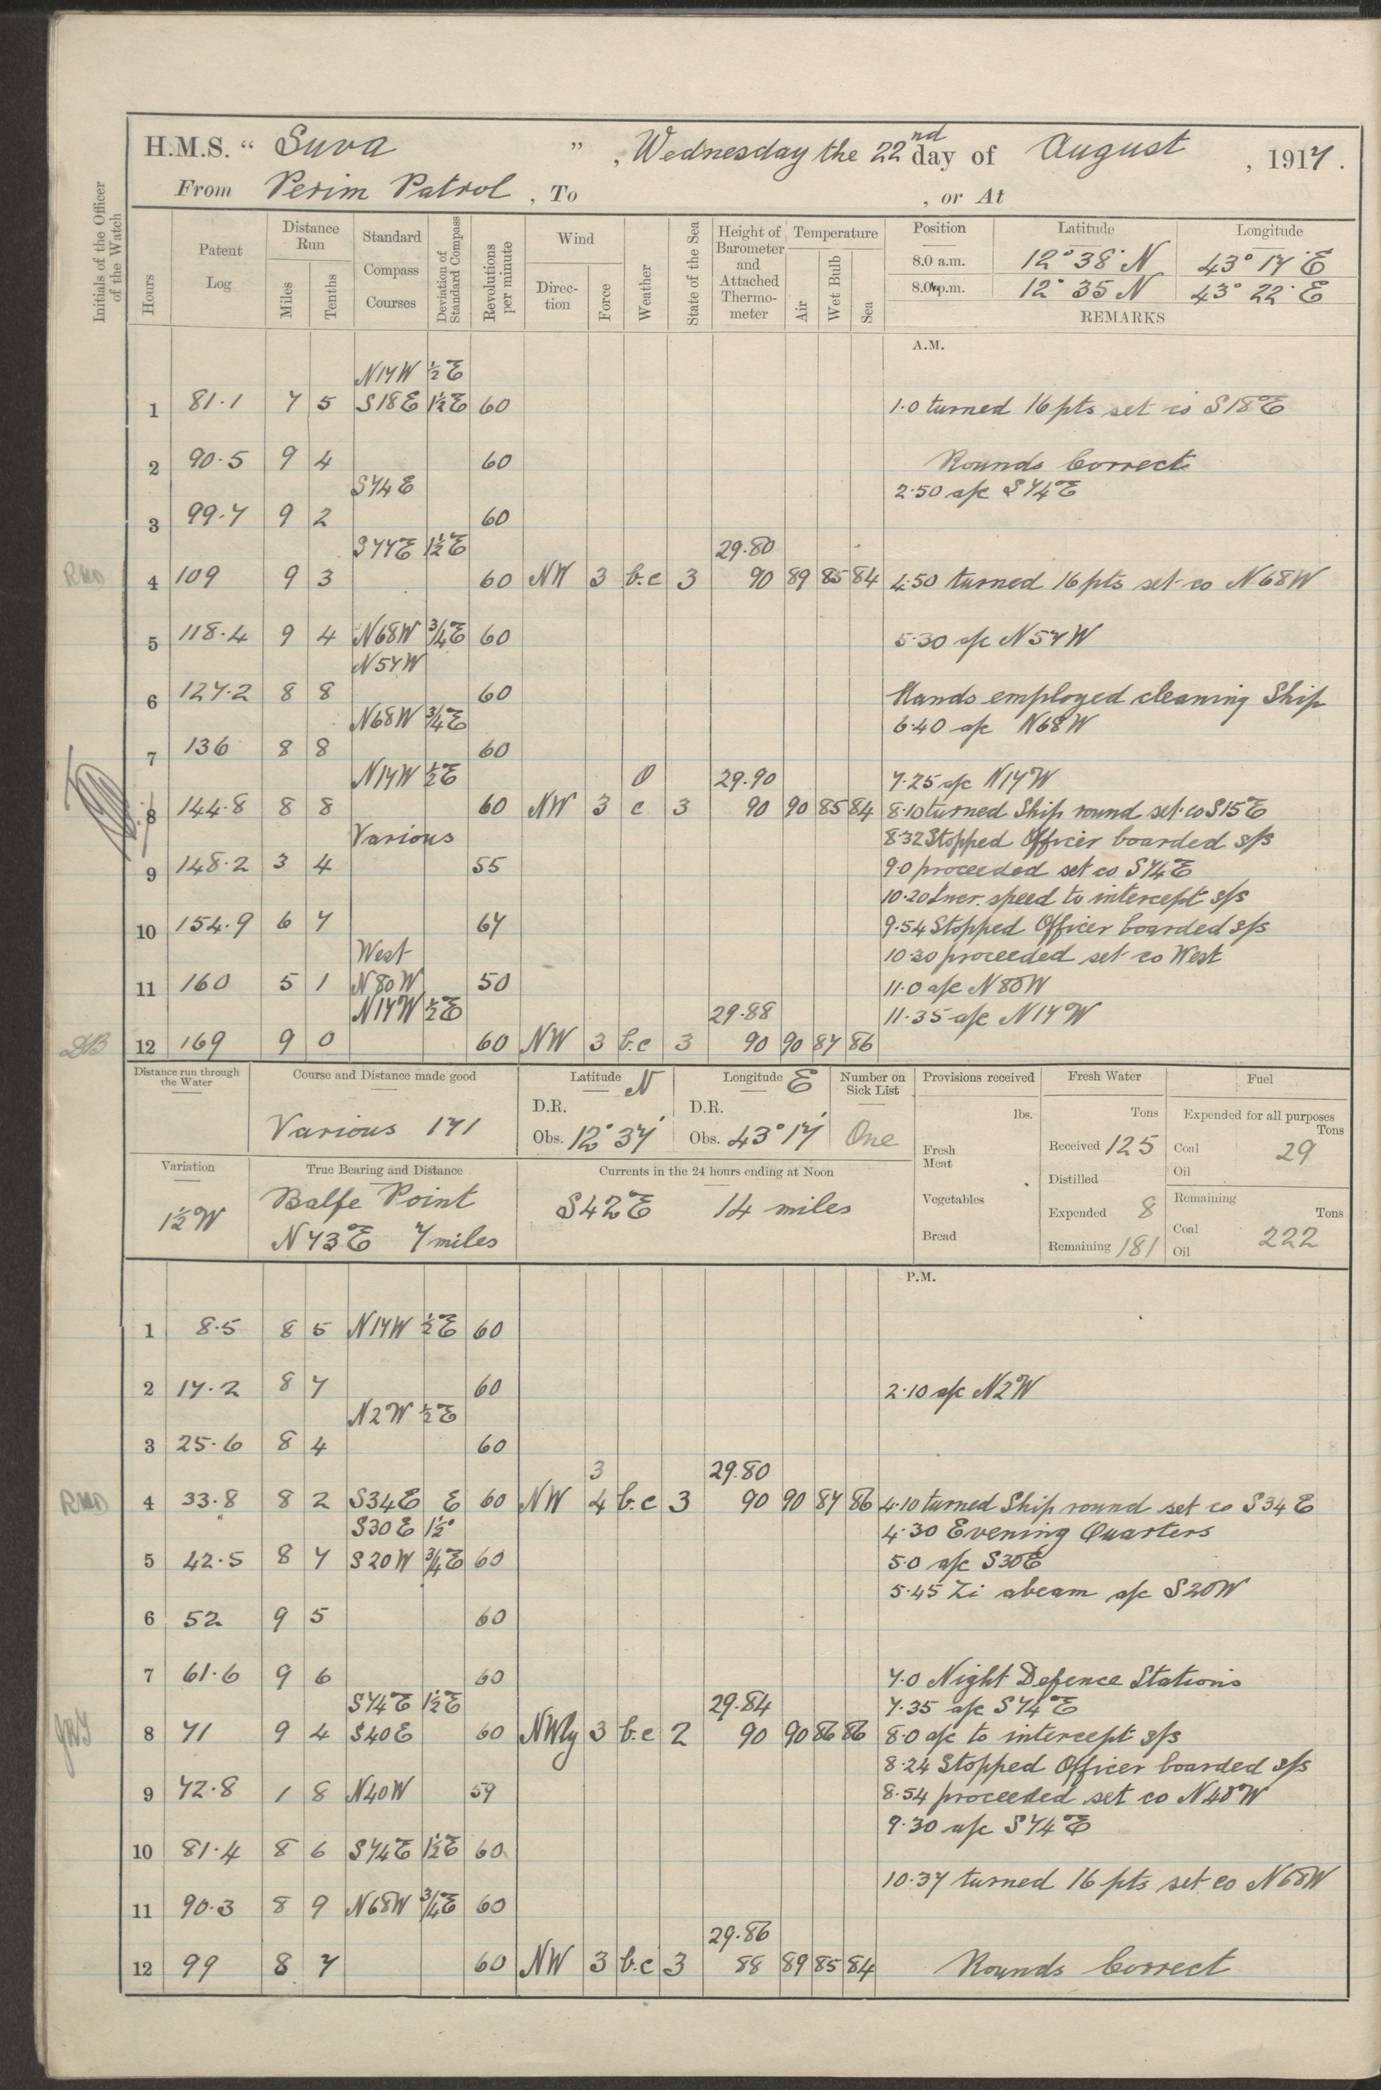 H.M.S. " Suva " , Wednesday the 22nd day of August , 1917.
From Perim Patrol , To , or At
Initials of the Officer of the Watch
Hours
Patent Log
Distance Run
Miles
Tenths
Standard Compass Courses
Deviation of Standard Compass
Revolutions per minute
Wind
Direction
Force
Weather
State of the Sea
Height of Barometer and Attached Thermometer
Temperature
Air
Wet Bulb
Sea
Position Latitude Longitude
8.0 a.m. 12° 38' N 43° 17' E
8.0 p.m. 12° 35 N 43° 22' E
REMARKS
A.M.
N17W ½E
1 81.1 7 5 S18E 1½E 60 1.0 turned 16 pts set co S18E
2 90.5 9 4 60 Rounds Correct
S74E 2.50 a/c S74E
3 99.7 9 2 60
S77E 1½E 29.80
RHD 4 109 9 3 60 NW 3 b.c 3 90 89 85 84 4.50 turned 16 pts set co N68W
5 118.4 9 4 N68W ¾E 60 5.30 a/c N57W
N57W
6 127.2 8 8 60 Hands employed cleaning Ship
N68W ¾E 6.40 a/c N68W
7 136 8 8 60
N17W ½E O 29.90 7.25 a/c N17W
8 144.8 8 8 60 NW 3 c 3 90 90 85 84 8.10 turned Ship round set co S15E
Various 8.32 Stopped Officer boarded s/s
9 148.2 3 4 55 9.0 proceeded set co S74E
10.20 Incr. speed to intercept s/s
10 154.9 6 7 67 9.54 Stopped Officer boarded s/s
West 10.30 proceeded set co West
11 160 5 1 N80W 50 11.0 a/c N80W
N17W ½E 29.88 11.35 a/c N17W
DB 12 169 9 0 60 NW 3 b.c 3 90 90 87 86
Distance run through the Water
Course and Distance made good
Various 171
Latitude N
D.R.
Obs. 12° 37'
Longitude E
D.R.
Obs. 43° 17'
Number on Sick List
One
Provisions received
lbs.
Fresh Meat
Vegetables
Bread
Fresh Water
Tons
Received 125
Distilled
Expended 8
Remaining 181
Fuel
Expended for all purposes
Tons
Coal 29
Oil
Remaining
Tons
Coal 222
Oil
Variation
1½W
True Bearing and Distance
Balfe Point
N73E 7 miles
Currents in the 24 hours ending at Noon
S42E 14 miles
P.M.
1 8.5 8 5 N17W ½E 60
2 17.2 8 7 60 2.10 a/c N2W
N2W ½E
3 25.6 8 4 60
3 29.80
RHD 4 33.8 8 2 S34E E 60 NW 4 b.c 3 90 90 87 86 4.10 turned Ship round set co S34E
S30E 1½° 4.30 Evening Quarters
5 42.5 8 7 S20W ¾E 60 5.0 a/c S30E
5.45 Zi abeam a/c S20W
6 52 9 5 60
7 61.6 9 6 60 7.0 Night Defence Stations
S74E 1½E 29.84 7.35 a/c S74E
8 71 9 4 S40E 60 NWly 3 b.c 2 90 90 86 86 8.0 a/c to intercept s/s
8.24 Stopped Officer boarded s/s
9 72.8 1 8 N40W 59 8.54 proceeded set co N40W
9.30 a/c S74E
10 81.4 8 6 S74E 1½E 60
10.37 turned 16 pts set co N68W
11 90.3 8 9 N68W ¾E 60
29.86
12 99 8 7 60 NW 3 b.c 3 88 89 85 84 Rounds Correct